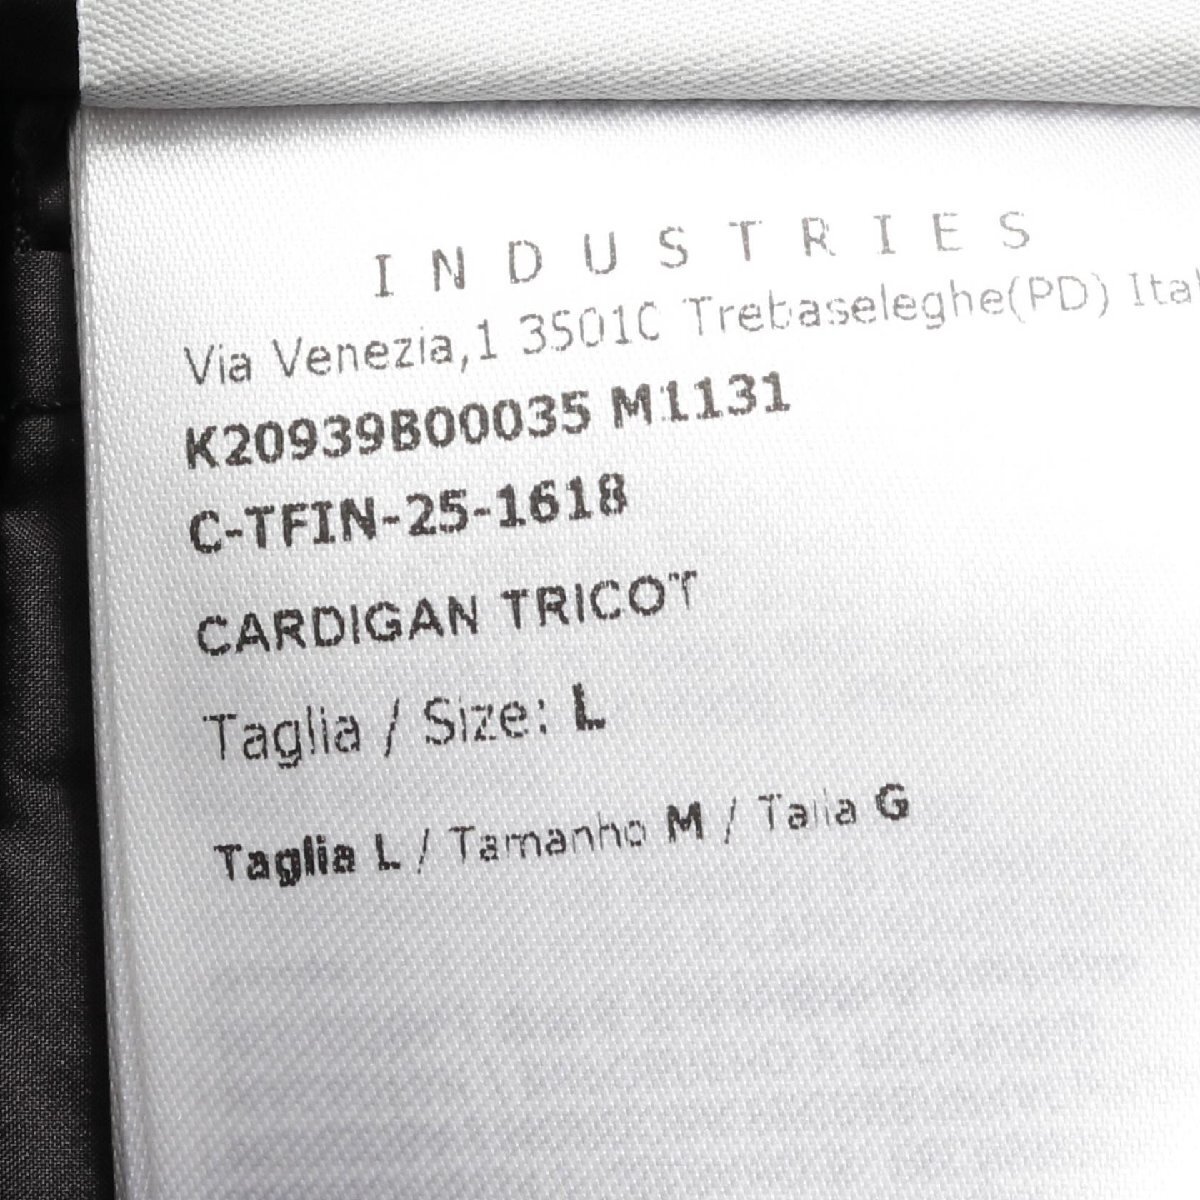 INDUSTRIES
Via Venezia,1 35010 Trebaseleghe(PD) Ital
K20939B00035 M1131
C-TFIN-25-1618
CARDIGAN TRICOT
Taglia / Size: L
Taglia L / Tamanho M / Talla G